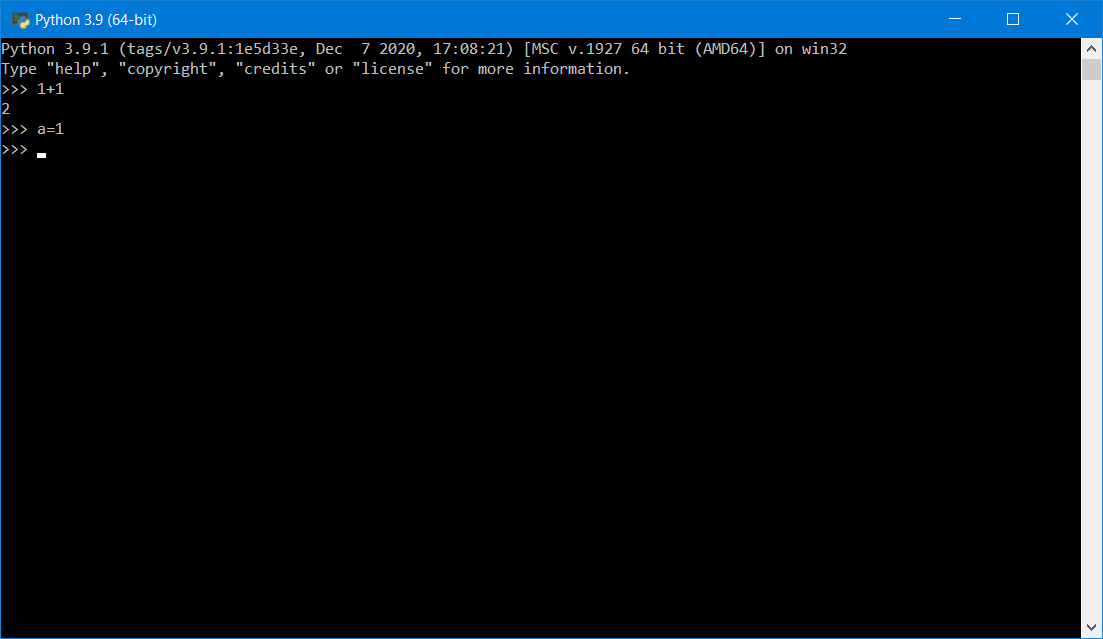 Python 3.9 (64-bit)
Python 3.9.1 (tags/v3.9.1:1e5d33e, Dec  7 2020, 17:08:21) [MSC v.1927 64 bit (AMD64)] on win32
Type "help", "copyright", "credits" or "license" for more information.
>>> 1+1
2
>>> a=1
>>>